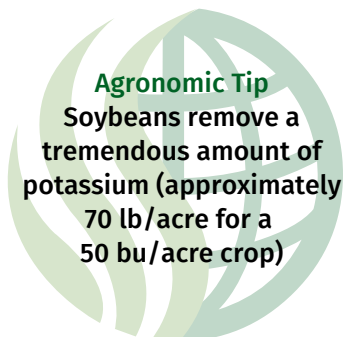 Agronomic Tip
Soybeans remove a
tremendous amount of
potassium (approximately
70 lb/acre for a
50 bu/acre crop)